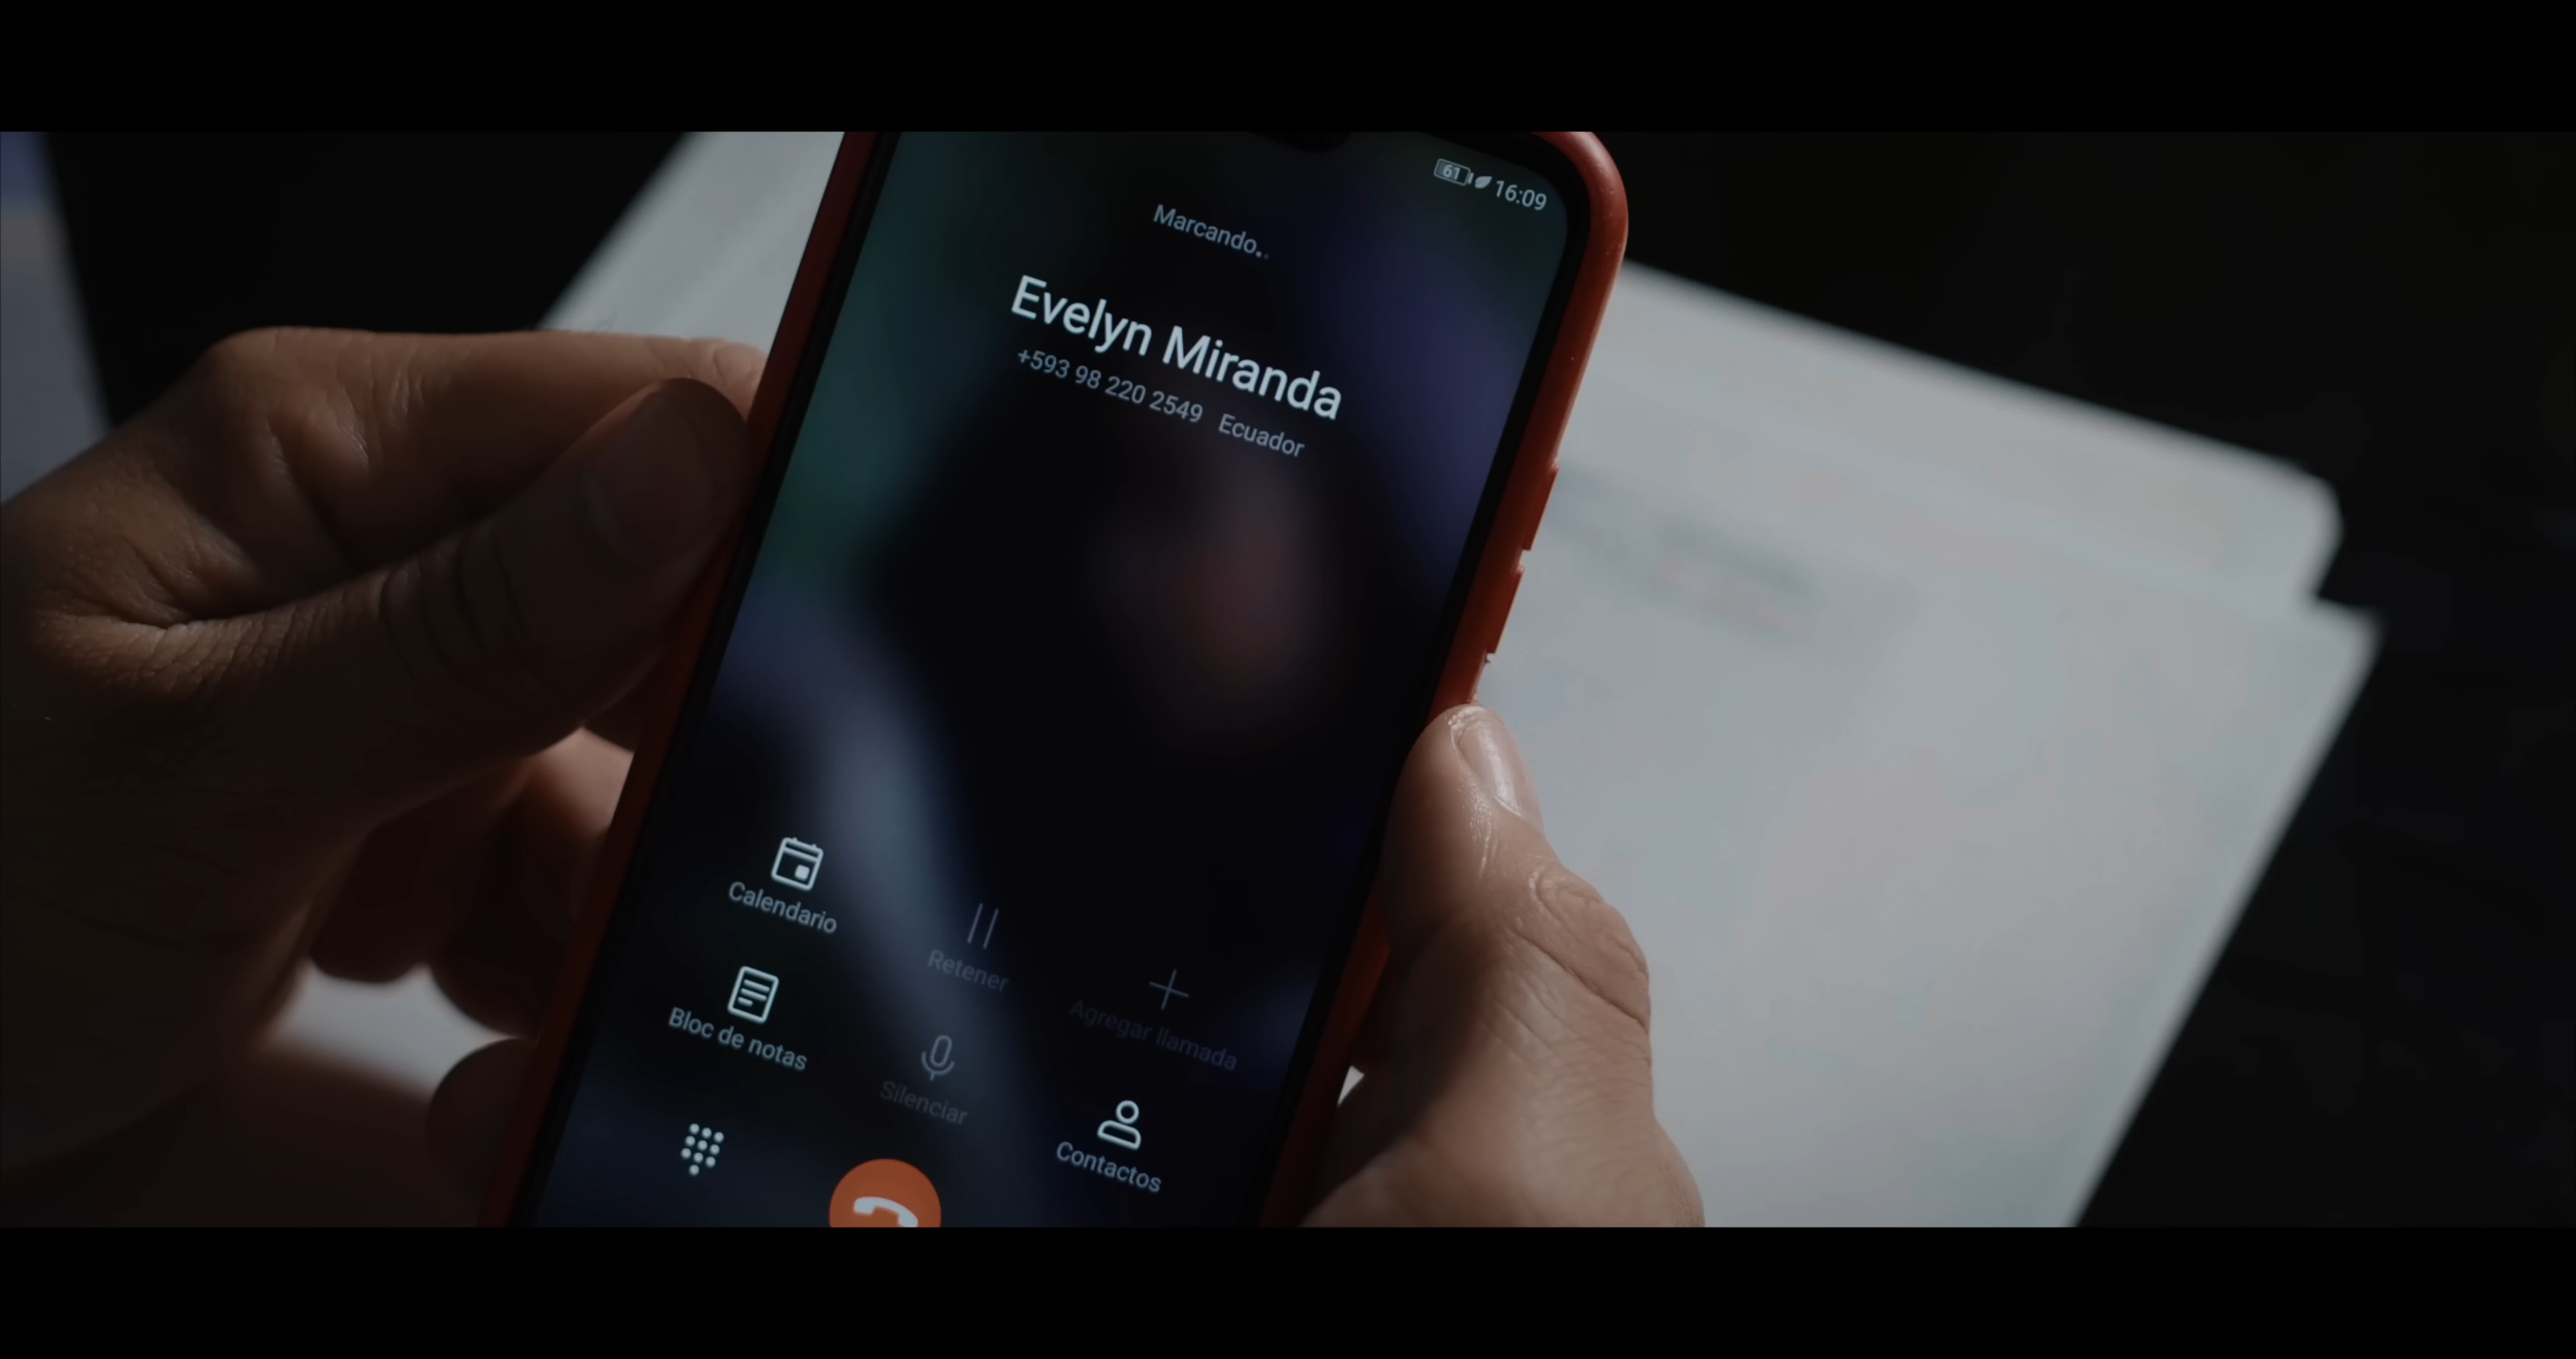 61 16:09
Marcando..
Evelyn Miranda
+593 98 220 2549 Ecuador
Calendario
Retener
Agregar llamada
Bloc de notas
Silenciar
Contactos